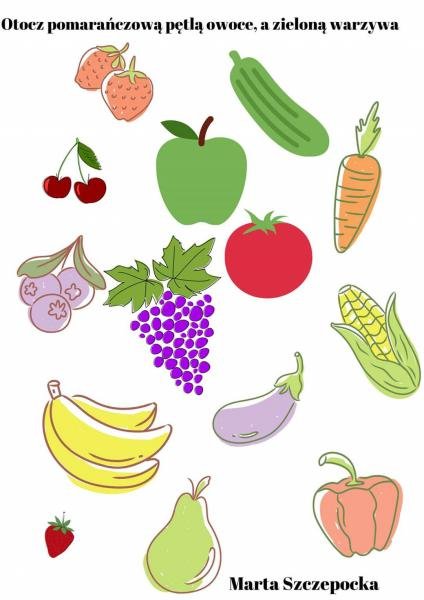 Otocz pomarańczową pętlą owoce, a zieloną warzywa
Marta Szczepocka